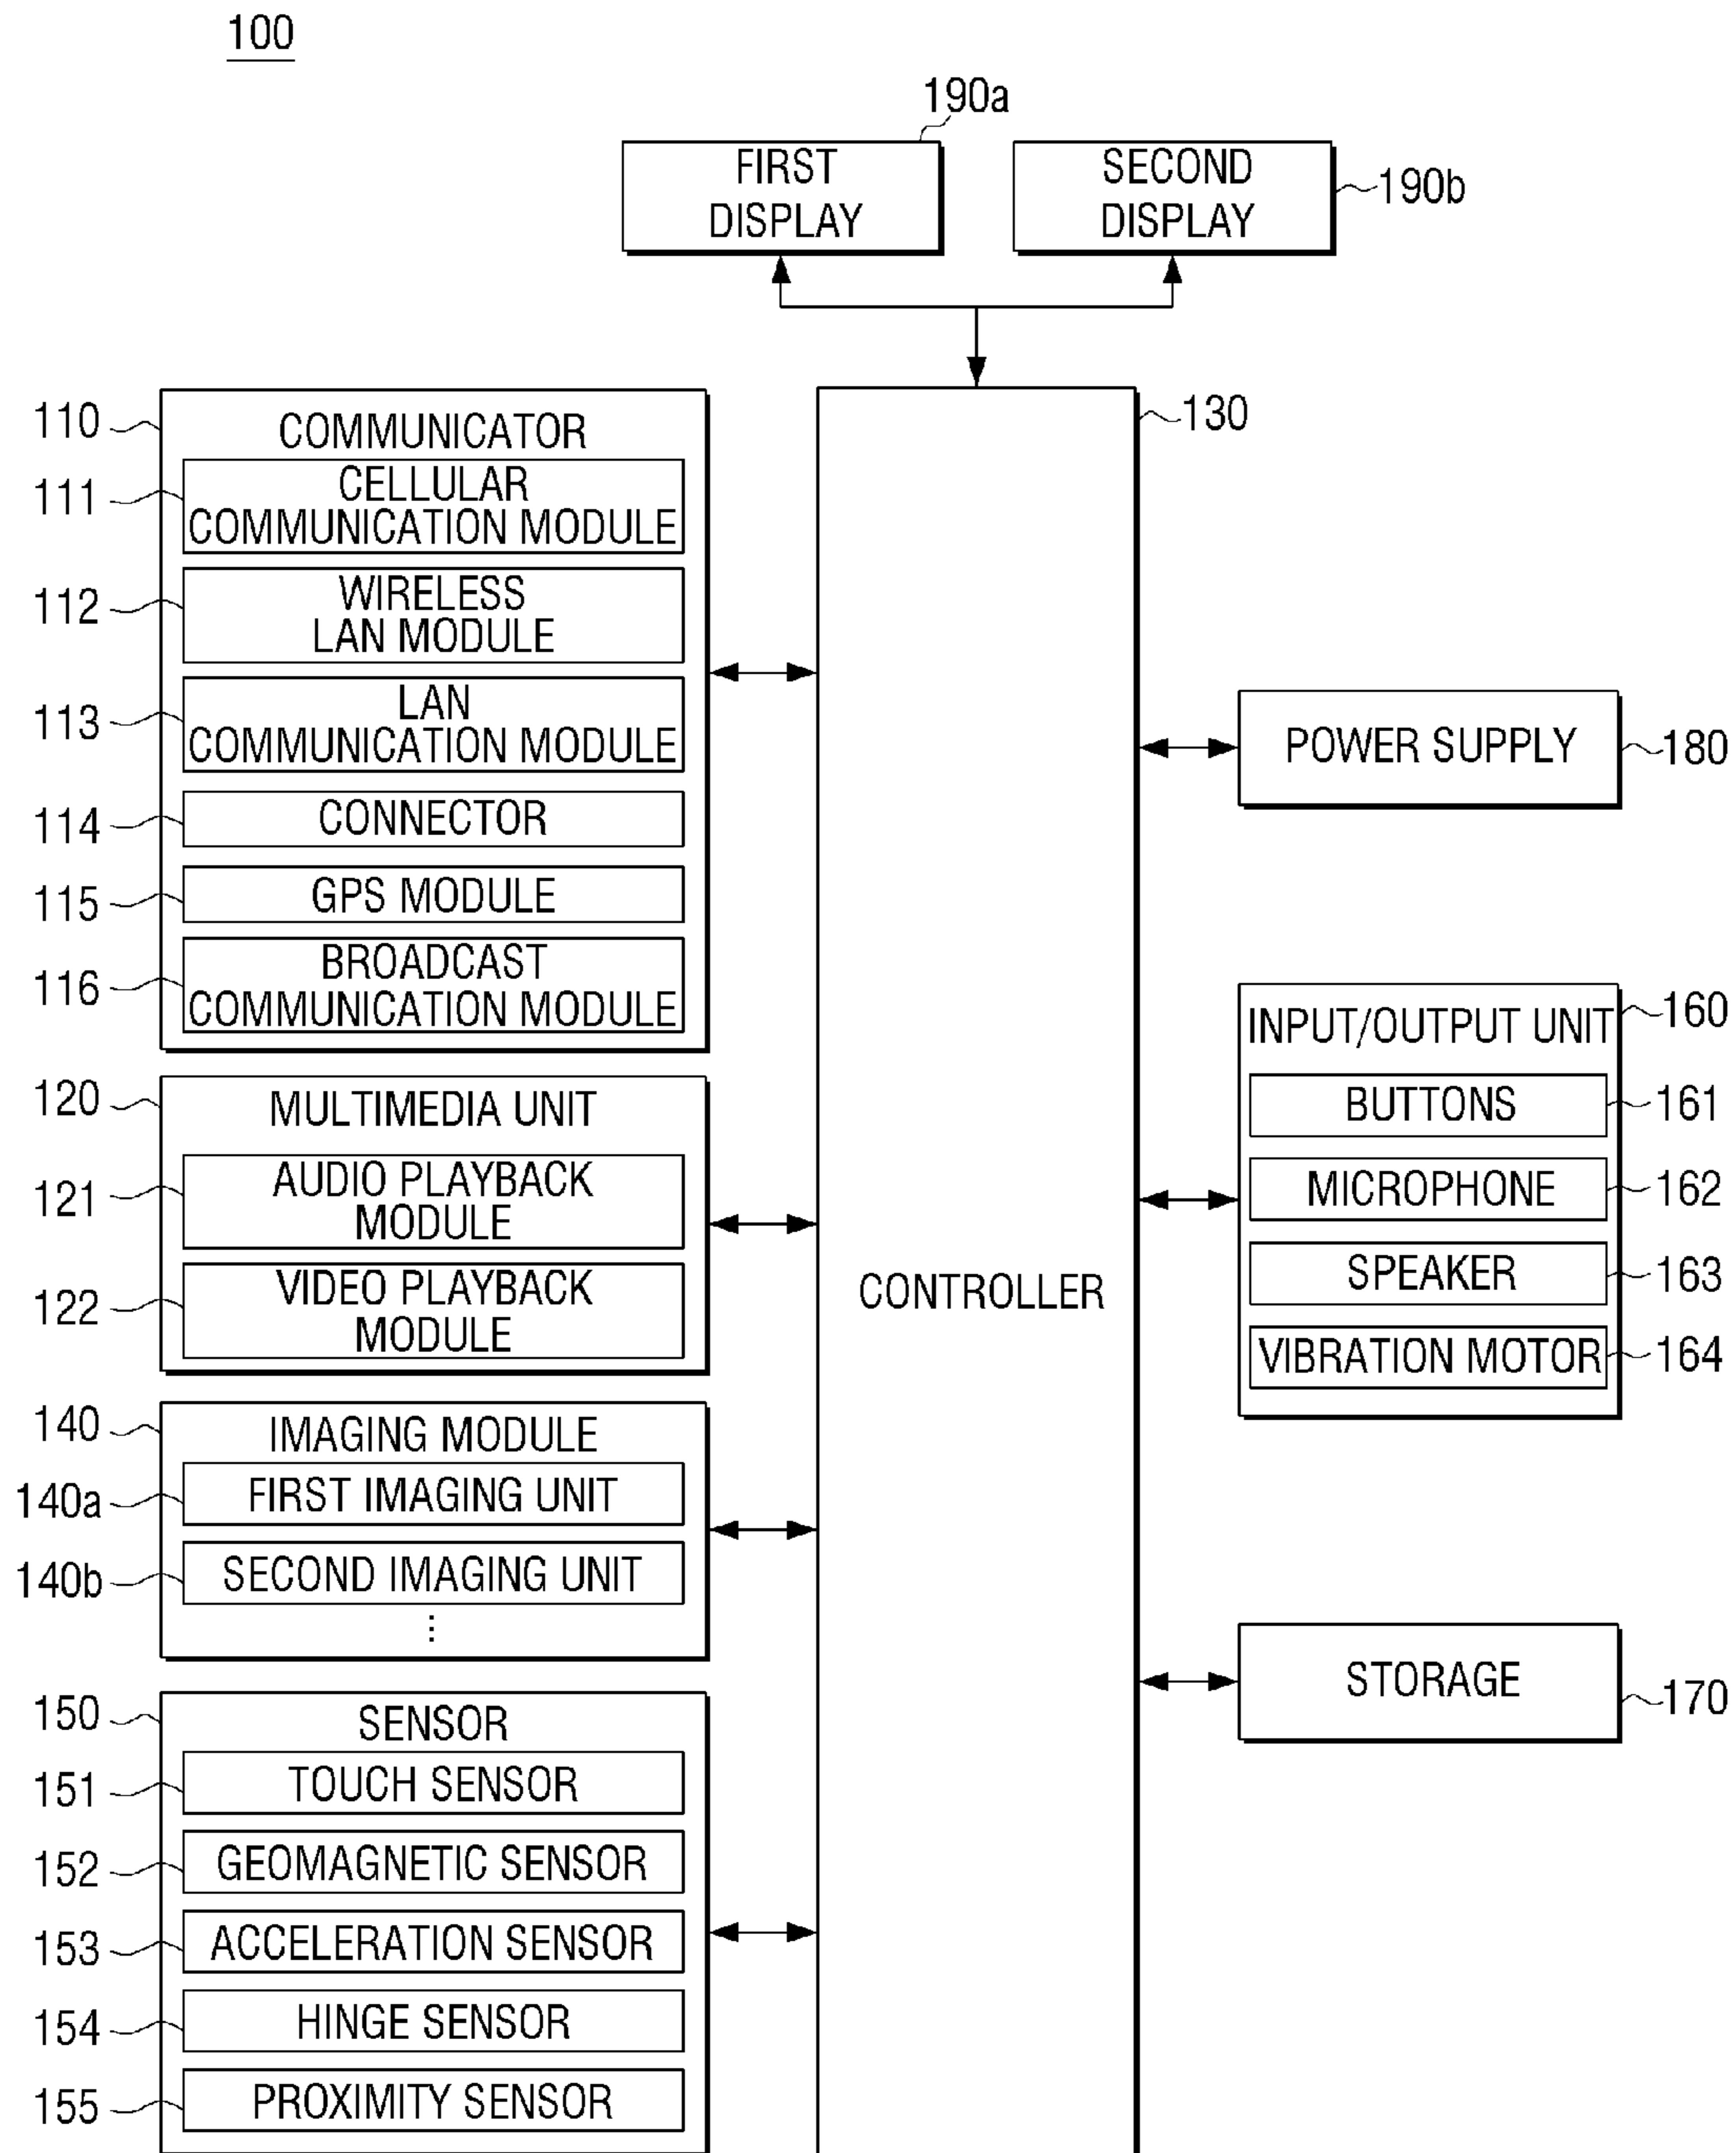 100
190a
FIRST
DISPLAY
SECOND
DISPLAY
190b
110
COMMUNICATOR
130
111
CELLULAR
COMMUNICATION MODULE
112
WIRELESS
LAN MODULE
113
LAN
COMMUNICATION MODULE
POWER SUPPLY
180
114
CONNECTOR
115
GPS MODULE
116
BROADCAST
COMMUNICATION MODULE
120
MULTIMEDIA UNIT
121
AUDIO PLAYBACK
MODULE
122
VIDEO PLAYBACK
MODULE
CONTROLLER
INPUT/OUTPUT UNIT
160
BUTTONS
161
MICROPHONE
162
SPEAKER
163
VIBRATION MOTOR
164
140
IMAGING MODULE
140a
FIRST IMAGING UNIT
140b
SECOND IMAGING UNIT
⋮
STORAGE
170
150
SENSOR
151
TOUCH SENSOR
152
GEOMAGNETIC SENSOR
153
ACCELERATION SENSOR
154
HINGE SENSOR
155
PROXIMITY SENSOR